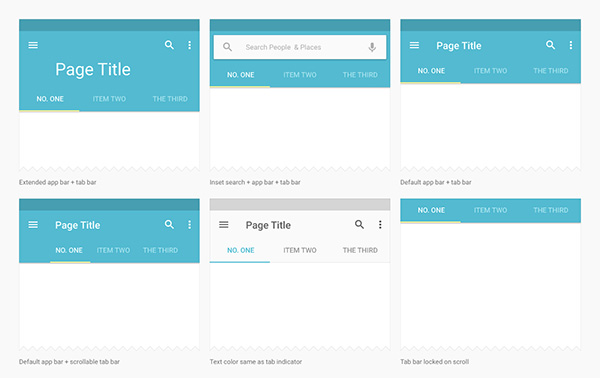 Page Title
NO. ONE ITEM TWO THE THIRD
Extended app bar + tab bar
Search People & Places
NO. ONE ITEM TWO THE THIRD
Inset search + app bar + tab bar
Page Title
NO. ONE ITEM TWO THE THIRD
Default app bar + tab bar
Page Title
NO. ONE ITEM TWO THE THIRD
Default app bar + scrollable tab bar
Page Title
NO. ONE ITEM TWO THE THIRD
Text color same as tab indicator
NO. ONE ITEM TWO THE THIRD
Tab bar locked on scroll